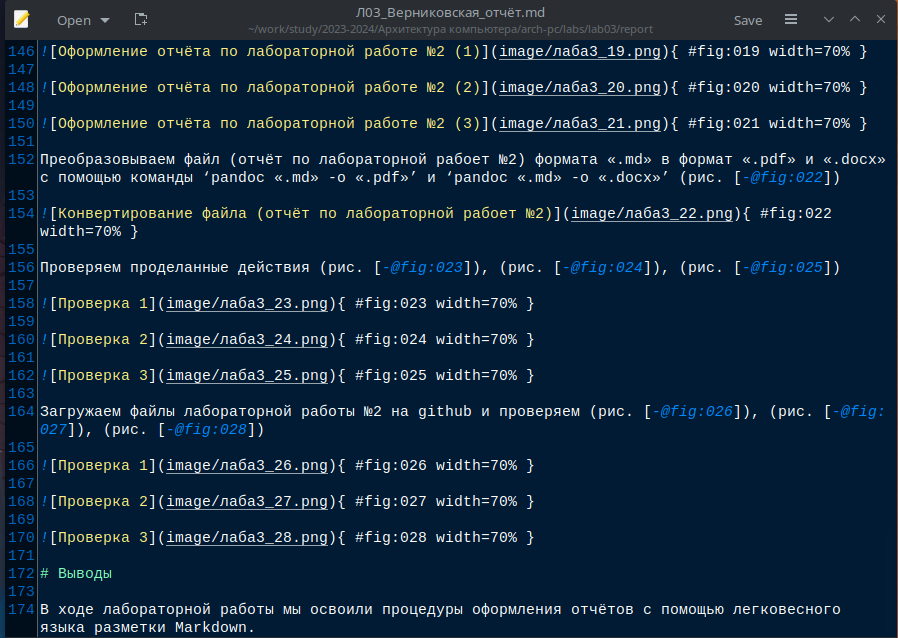 Open
Л03_Верниковская_отчёт.md
~/work/study/2023-2024/Архитектура компьютера/arch-pc/labs/lab03/report
Save
146 ![Оформление отчёта по лабораторной работе №2 (1)](image/лаба3_19.png){ #fig:019 width=70% }
147
148 ![Оформление отчёта по лабораторной работе №2 (2)](image/лаба3_20.png){ #fig:020 width=70% }
149
150 ![Оформление отчёта по лабораторной работе №2 (3)](image/лаба3_21.png){ #fig:021 width=70% }
151
152 Преобразовываем файл (отчёт по лабораторной рабоет №2) формата «.md» в формат «.pdf» и «.docx»
с помощью команды ‘pandoc «.md» -o «.pdf»’ и ‘pandoc «.md» -o «.docx»’ (рис. [-@fig:022])
153
154 ![Конвертирование файла (отчёт по лабораторной рабоет №2)](image/лаба3_22.png){ #fig:022
width=70% }
155
156 Проверяем проделанные действия (рис. [-@fig:023]), (рис. [-@fig:024]), (рис. [-@fig:025])
157
158 ![Проверка 1](image/лаба3_23.png){ #fig:023 width=70% }
159
160 ![Проверка 2](image/лаба3_24.png){ #fig:024 width=70% }
161
162 ![Проверка 3](image/лаба3_25.png){ #fig:025 width=70% }
163
164 Загружаем файлы лабораторной работы №2 на github и проверяем (рис. [-@fig:026]), (рис. [-@fig:
027]), (рис. [-@fig:028])
165
166 ![Проверка 1](image/лаба3_26.png){ #fig:026 width=70% }
167
168 ![Проверка 2](image/лаба3_27.png){ #fig:027 width=70% }
169
170 ![Проверка 3](image/лаба3_28.png){ #fig:028 width=70% }
171
172 # Выводы
173
174 В ходе лабораторной работы мы освоили процедуры оформления отчётов с помощью легковесного
языка разметки Markdown.